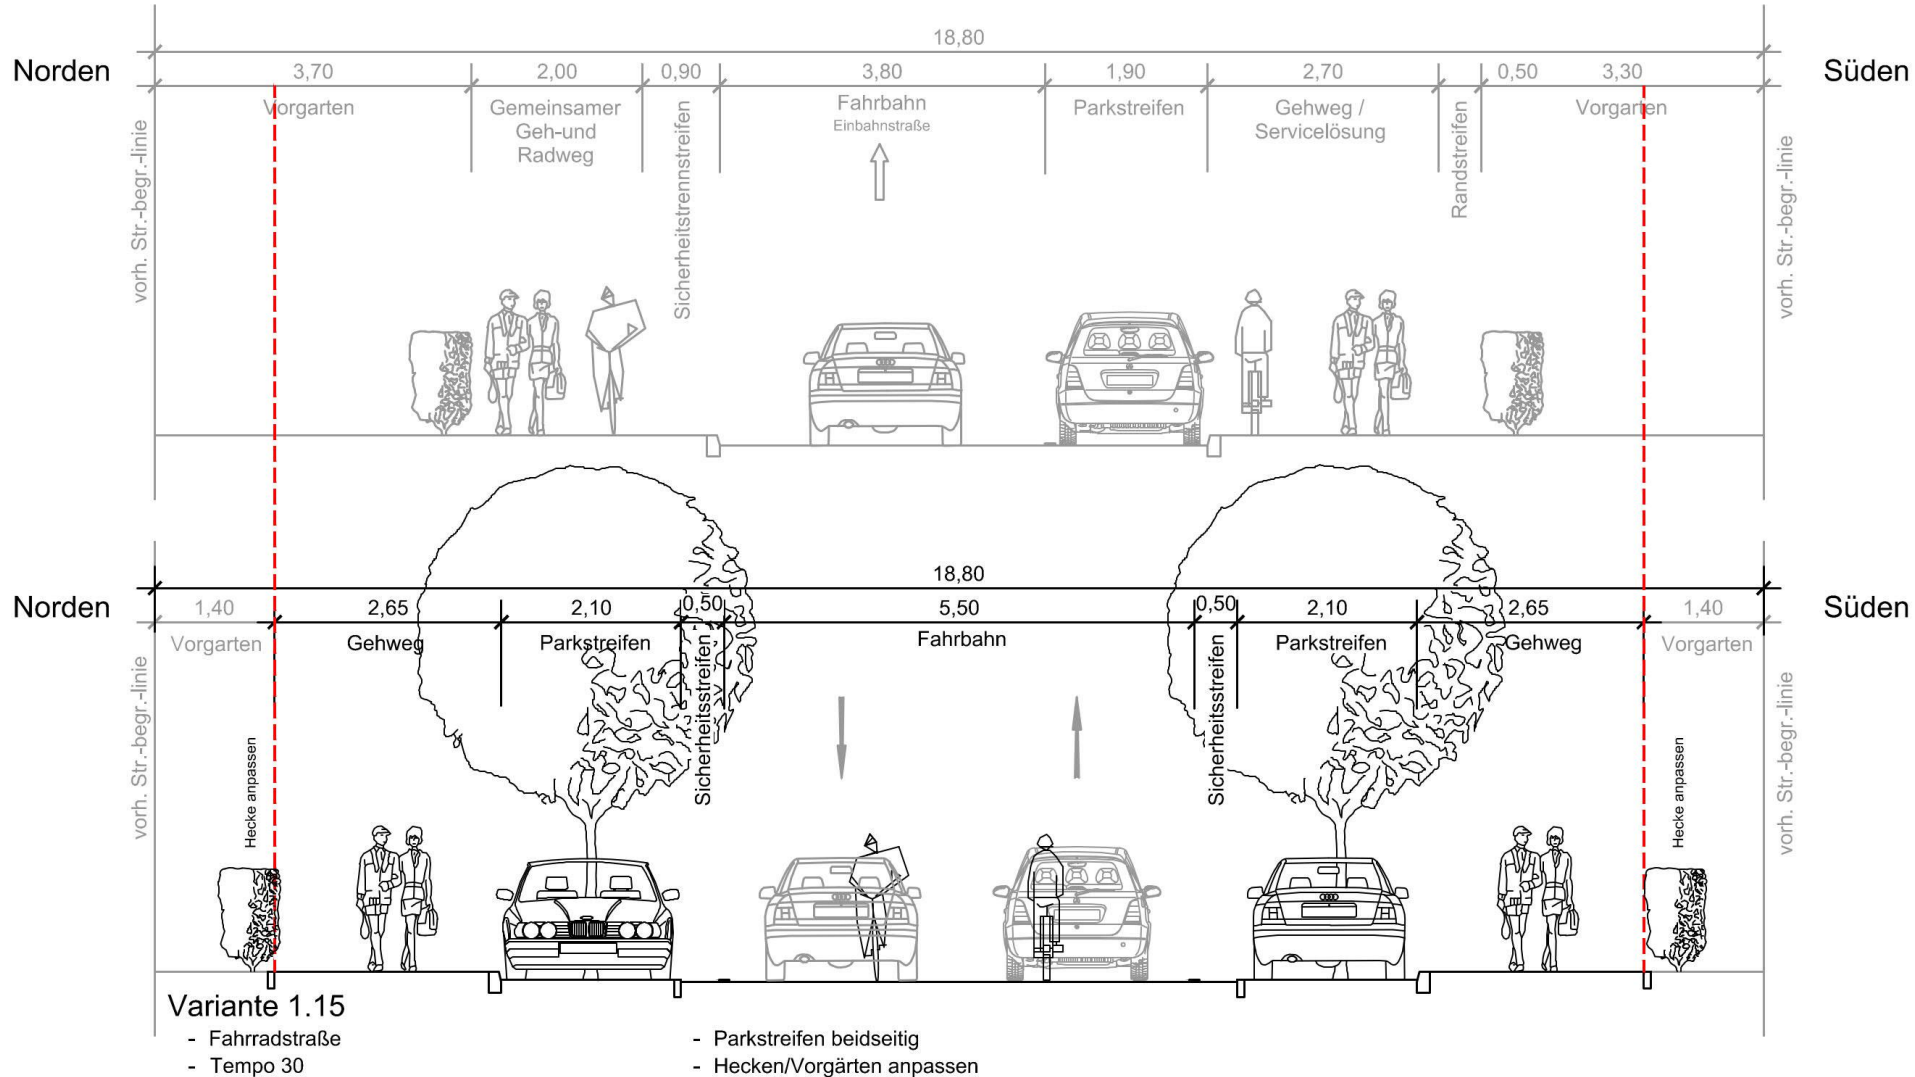 18,80
Norden 3,70 2,00 0,90 3,80 1,90 2,70 0,50 3,30 Süden
Vorgarten
Gemeinsamer
Geh-und
Radweg
Sicherheitstrennstreifen
Fahrbahn
Einbahnstraße
Parkstreifen
Gehweg /
Servicelösung
Randstreifen
Vorgarten
vorh. Str.-begr.-linie
vorh. Str.-begr.-linie
18,80
Norden 1,40 2,65 2,10 0,50 5,50 0,50 2,10 2,65 1,40 Süden
Vorgarten Gehweg Parkstreifen Sicherheitsstreifen Fahrbahn Sicherheitsstreifen Parkstreifen Gehweg Vorgarten
vorh. Str.-begr.-linie
Hecke anpassen
Hecke anpassen
vorh. Str.-begr.-linie
Variante 1.15
- Fahrradstraße
- Tempo 30
- Parkstreifen beidseitig
- Hecken/Vorgärten anpassen